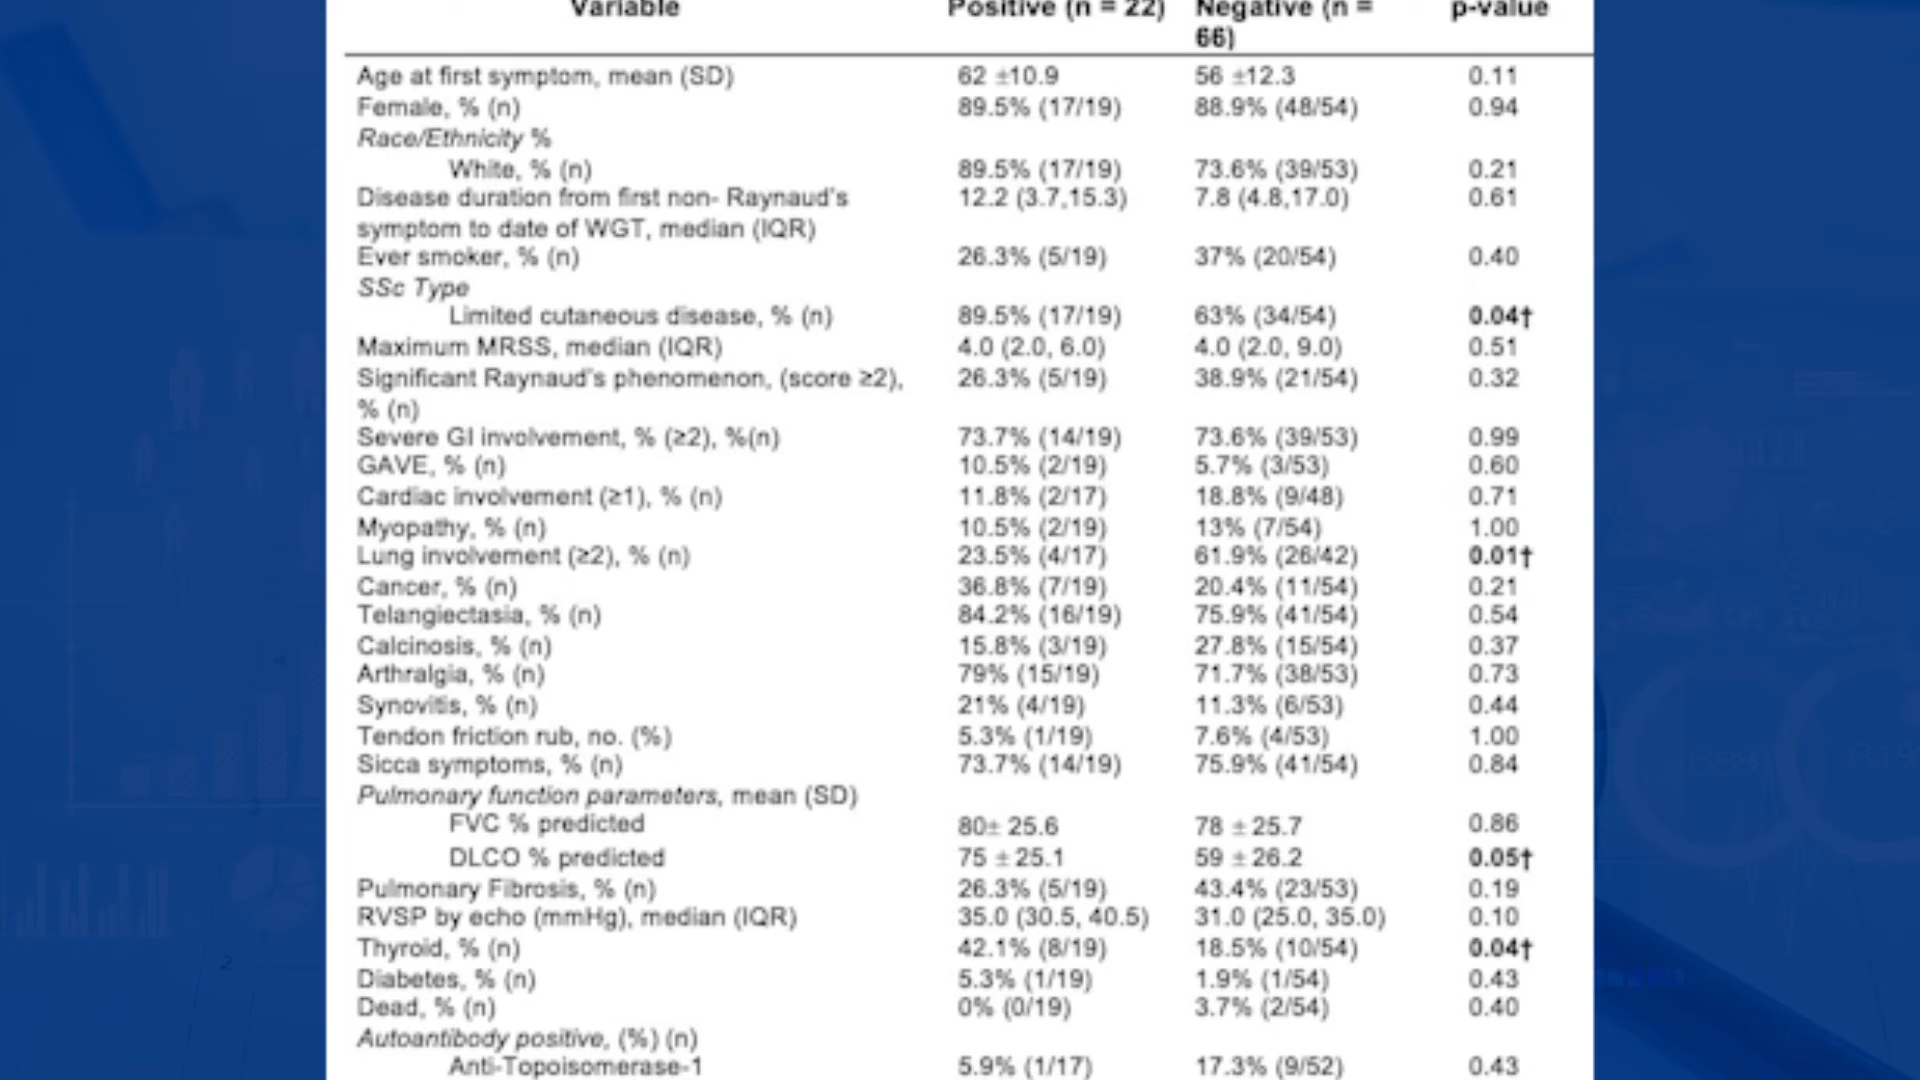 Variable Positive (n = 22) Negative (n = 66) p-value
Age at first symptom, mean (SD) 62 ±10.9 56 ±12.3 0.11
Female, % (n) 89.5% (17/19) 88.9% (48/54) 0.94
Race/Ethnicity %
White, % (n) 89.5% (17/19) 73.6% (39/53) 0.21
Disease duration from first non- Raynaud's 12.2 (3.7,15.3) 7.8 (4.8,17.0) 0.61
symptom to date of WGT, median (IQR)
Ever smoker, % (n) 26.3% (5/19) 37% (20/54) 0.40
SSc Type
Limited cutaneous disease, % (n) 89.5% (17/19) 63% (34/54) 0.04†
Maximum MRSS, median (IQR) 4.0 (2.0, 6.0) 4.0 (2.0, 9.0) 0.51
Significant Raynaud's phenomenon, (score ≥2), 26.3% (5/19) 38.9% (21/54) 0.32
% (n)
Severe GI involvement, % (≥2), %(n) 73.7% (14/19) 73.6% (39/53) 0.99
GAVE, % (n) 10.5% (2/19) 5.7% (3/53) 0.60
Cardiac involvement (≥1), % (n) 11.8% (2/17) 18.8% (9/48) 0.71
Myopathy, % (n) 10.5% (2/19) 13% (7/54) 1.00
Lung involvement (≥2), % (n) 23.5% (4/17) 61.9% (26/42) 0.01†
Cancer, % (n) 36.8% (7/19) 20.4% (11/54) 0.21
Telangiectasia, % (n) 84.2% (16/19) 75.9% (41/54) 0.54
Calcinosis, % (n) 15.8% (3/19) 27.8% (15/54) 0.37
Arthralgia, % (n) 79% (15/19) 71.7% (38/53) 0.73
Synovitis, % (n) 21% (4/19) 11.3% (6/53) 0.44
Tendon friction rub, no. (%) 5.3% (1/19) 7.6% (4/53) 1.00
Sicca symptoms, % (n) 73.7% (14/19) 75.9% (41/54) 0.84
Pulmonary function parameters, mean (SD)
FVC % predicted 80± 25.6 78 ± 25.7 0.86
DLCO % predicted 75 ± 25.1 59 ± 26.2 0.05†
Pulmonary Fibrosis, % (n) 26.3% (5/19) 43.4% (23/53) 0.19
RVSP by echo (mmHg), median (IQR) 35.0 (30.5, 40.5) 31.0 (25.0, 35.0) 0.10
Thyroid, % (n) 42.1% (8/19) 18.5% (10/54) 0.04†
Diabetes, % (n) 5.3% (1/19) 1.9% (1/54) 0.43
Dead, % (n) 0% (0/19) 3.7% (2/54) 0.40
Autoantibody positive, (%) (n)
Anti-Topoisomerase-1 5.9% (1/17) 17.3% (9/52) 0.43